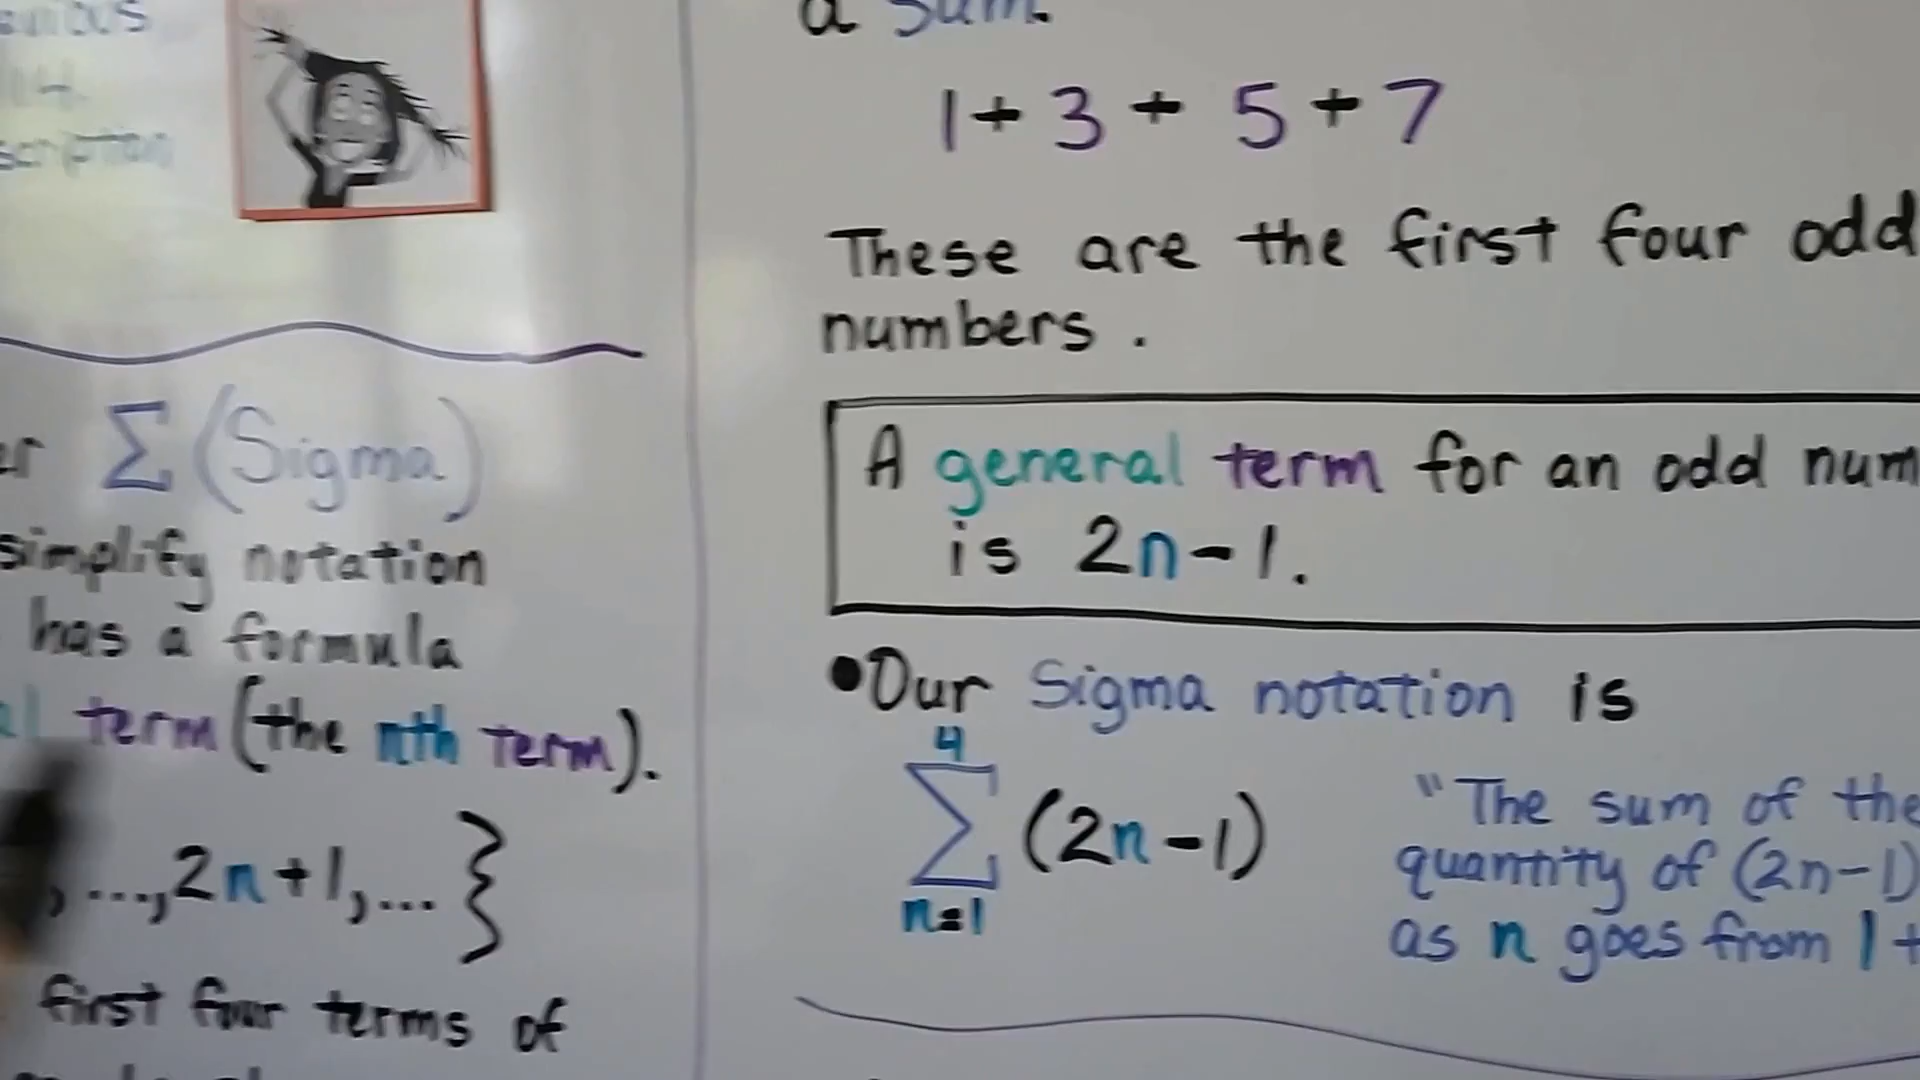 14.
Σ (Sigma)
simplify notation
has a formula
term (the nth term).
, ..., 2n+1, ... }
first four terms of
a sum.
1 + 3 + 5 + 7
These are the first four odd
numbers.
A general term for an odd num
is 2n-1.
•Our Sigma notation is
4
Σ (2n-1)
n=1
"The sum of the
quantity of (2n-1)
as n goes from 1